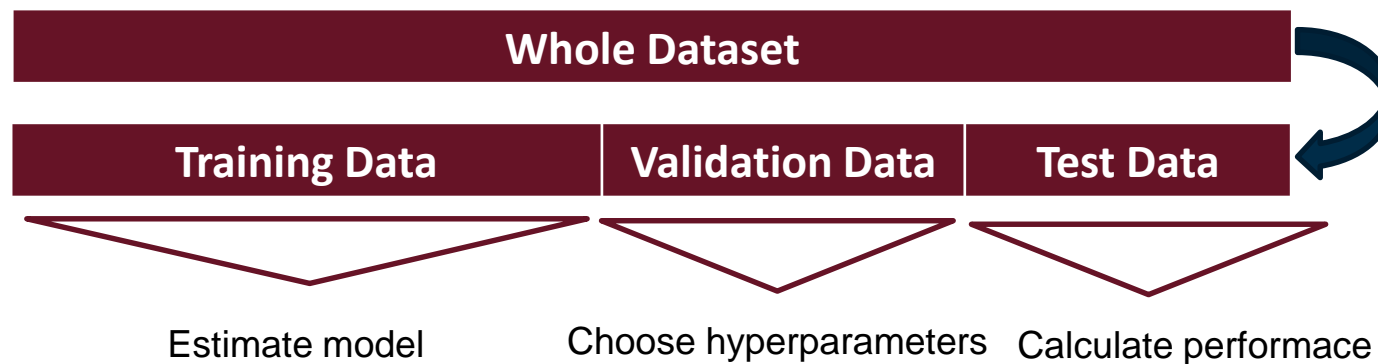 Whole Dataset
Training Data Validation Data Test Data
Estimate model Choose hyperparameters Calculate performace